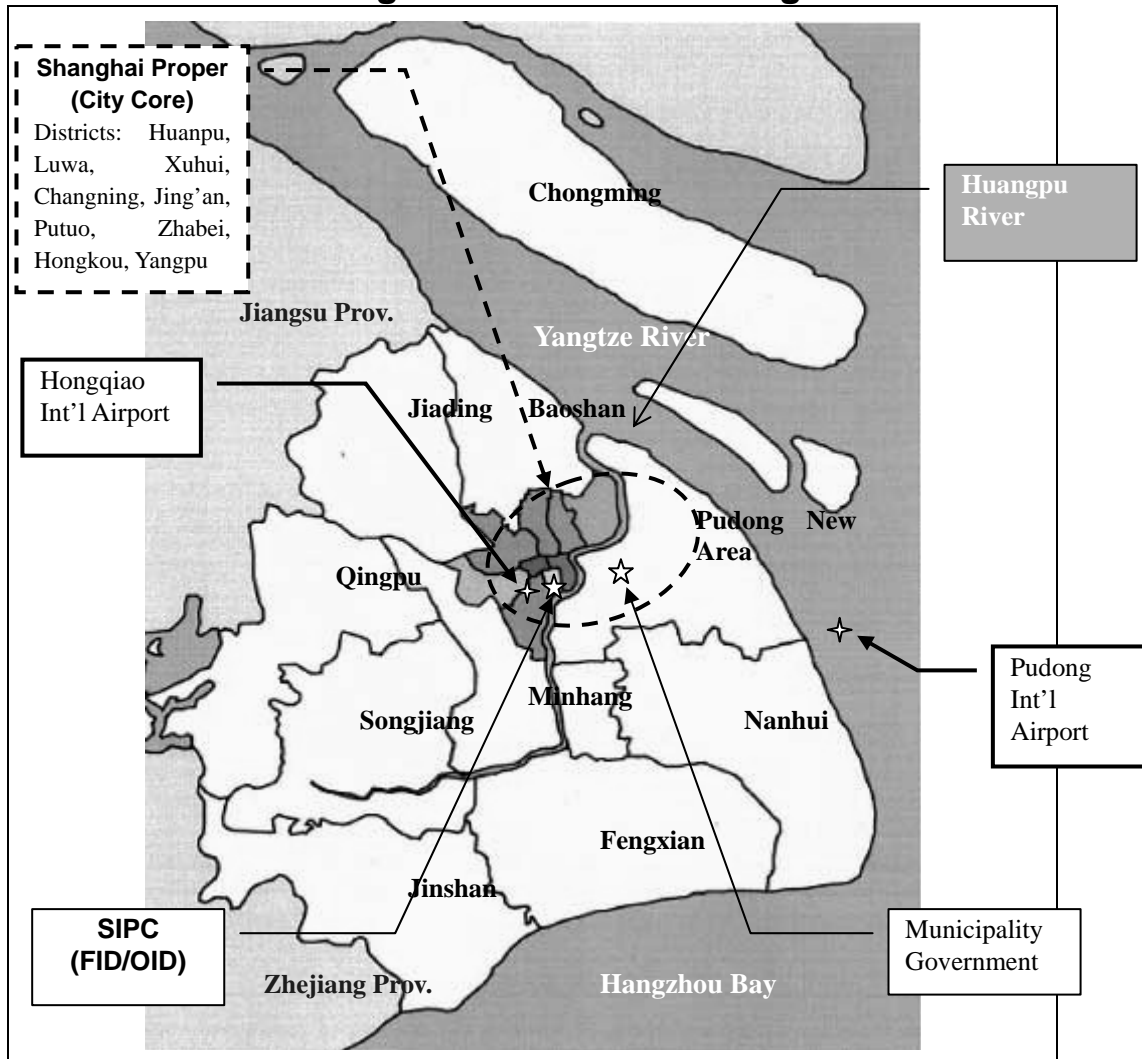 Shanghai Proper
(City Core)
Districts: Huanpu,
Luwa, Xuhui,
Changning, Jing'an,
Putuo, Zhabei,
Hongkou, Yangpu
Chongming
Huangpu
River
Jiangsu Prov.
Yangtze River
Hongqiao
Int'l Airport
Jiading
Baoshan
Pudong New
Area
Qingpu
Pudong
Int'l
Airport
Minhang
Songjiang
Nanhui
Fengxian
Jinshan
SIPC
(FID/OID)
Municipality
Government
Zhejiang Prov.
Hangzhou Bay